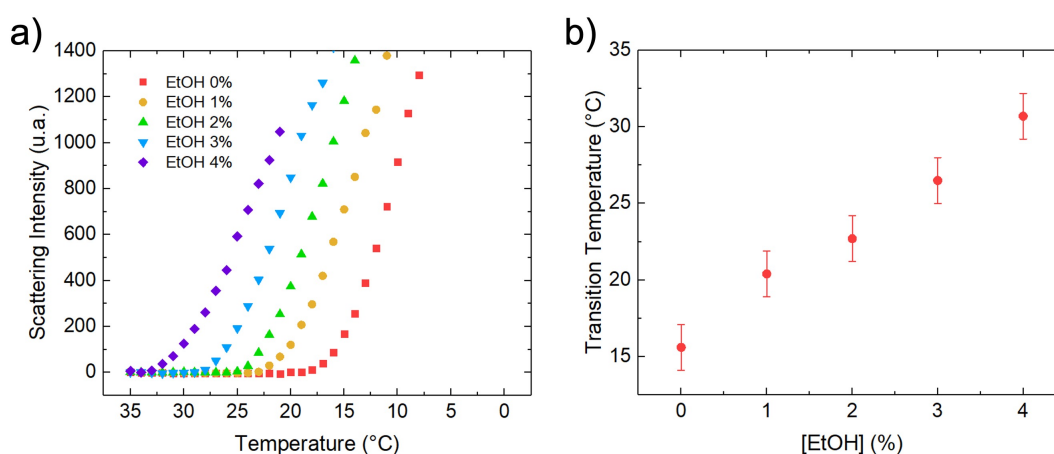 a)
1400
1200
1000
800
600
400
200
0
Scattering Intensity (u.a.)
EtOH 0%
EtOH 1%
EtOH 2%
EtOH 3%
EtOH 4%
35 30 25 20 15 10 5 0
Temperature (°C)
b)
35
30
25
20
15
Transition Temperature (°C)
0 1 2 3 4
[EtOH] (%)